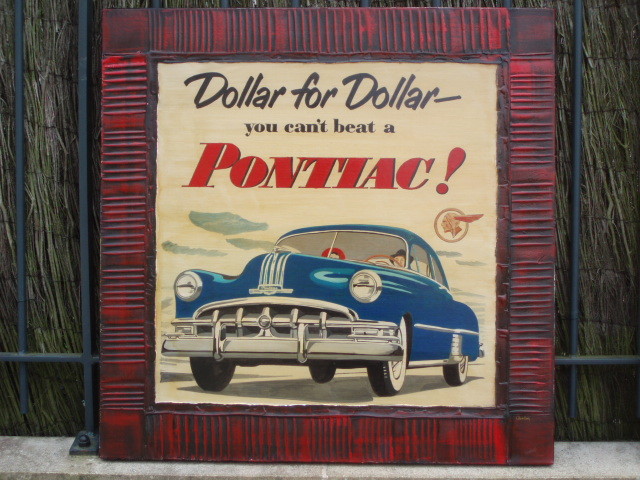 Dollar for Dollar—
you can't beat a
PONTIAC!